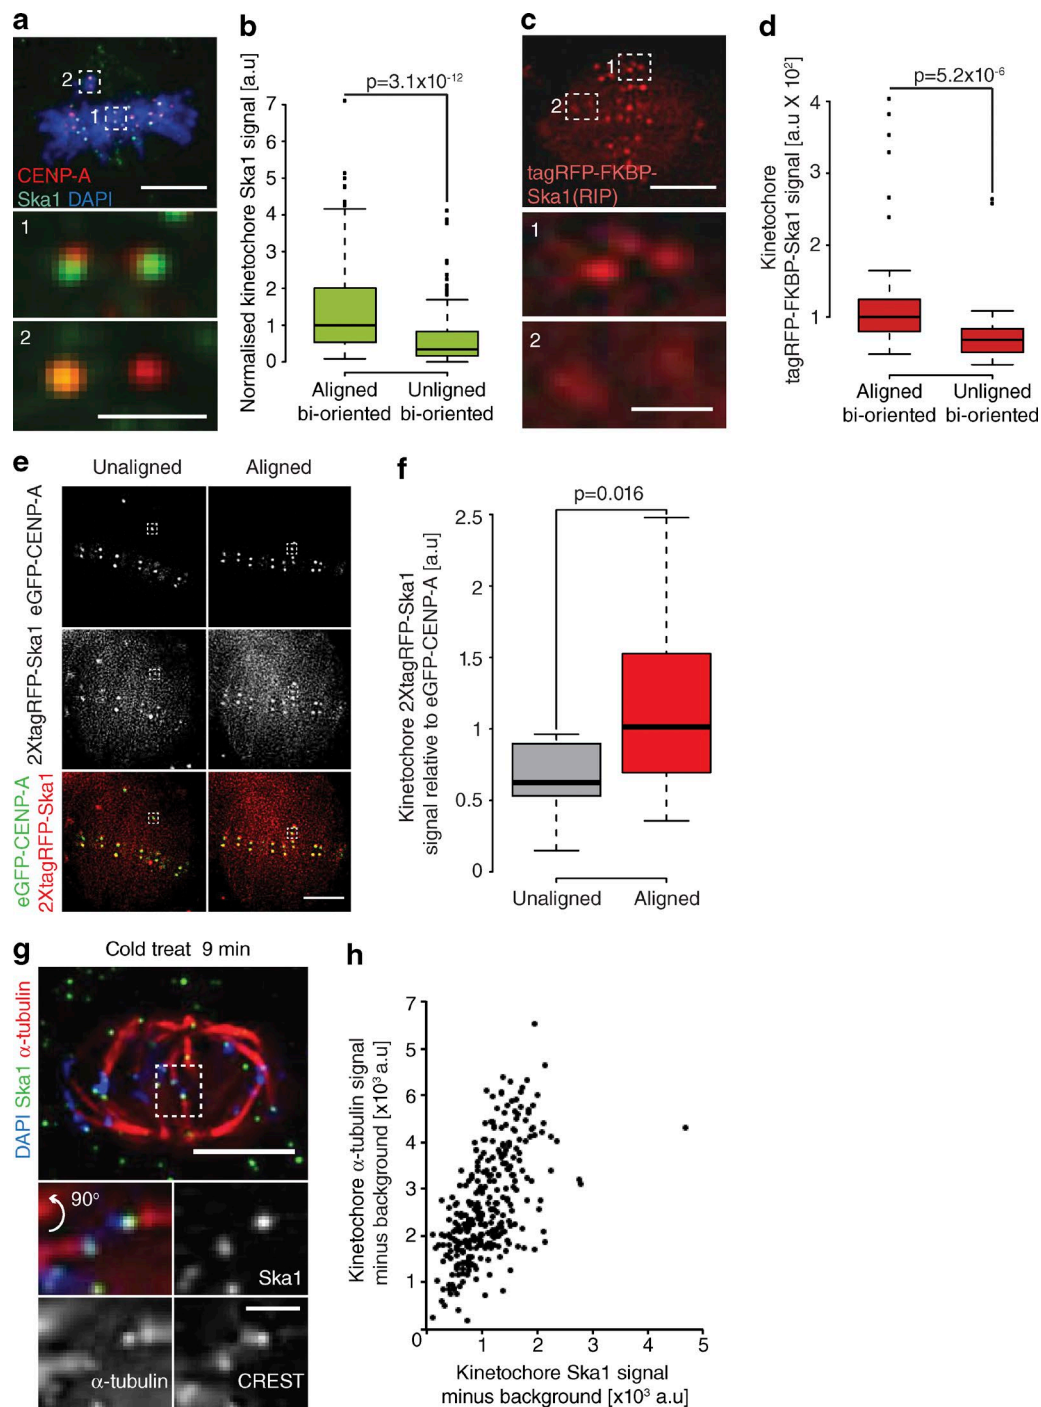 a
2
1
CENP-A
Ska1 DAPI
1
2
b
Normalised kinetochore Ska1 signal [a.u]
p=3.1x10-12
7
6
5
4
3
2
1
0
Aligned
bi-oriented
Unligned
bi-oriented
c
1
2
tagRFP-FKBP-
Ska1(RIP)
1
2
d
Kinetochore
tagRFP-FKBP-Ska1 signal [a.u X 10²]
p=5.2x10-6
4
2
1
Aligned
bi-oriented
Unligned
bi-oriented
e
Unaligned
Aligned
eGFP-CENP-A
2XtagRFP-Ska1
eGFP-CENP-A
2XtagRFP-Ska1
f
Kinetochore 2XtagRFP-Ska1
signal relative to eGFP-CENP-A [a.u]
p=0.016
2.5
2
1.5
1
0.5
0
Unaligned
Aligned
g
Cold treat 9 min
DAPI Ska1 α-tubulin
90°
Ska1
α-tubulin
CREST
h
Kinetochore α-tubulin signal
minus background [x10³ a.u]
7
5
6
4
3
2
1
0
1
2
3
4
5
Kinetochore Ska1 signal
minus background [x10³ a.u]